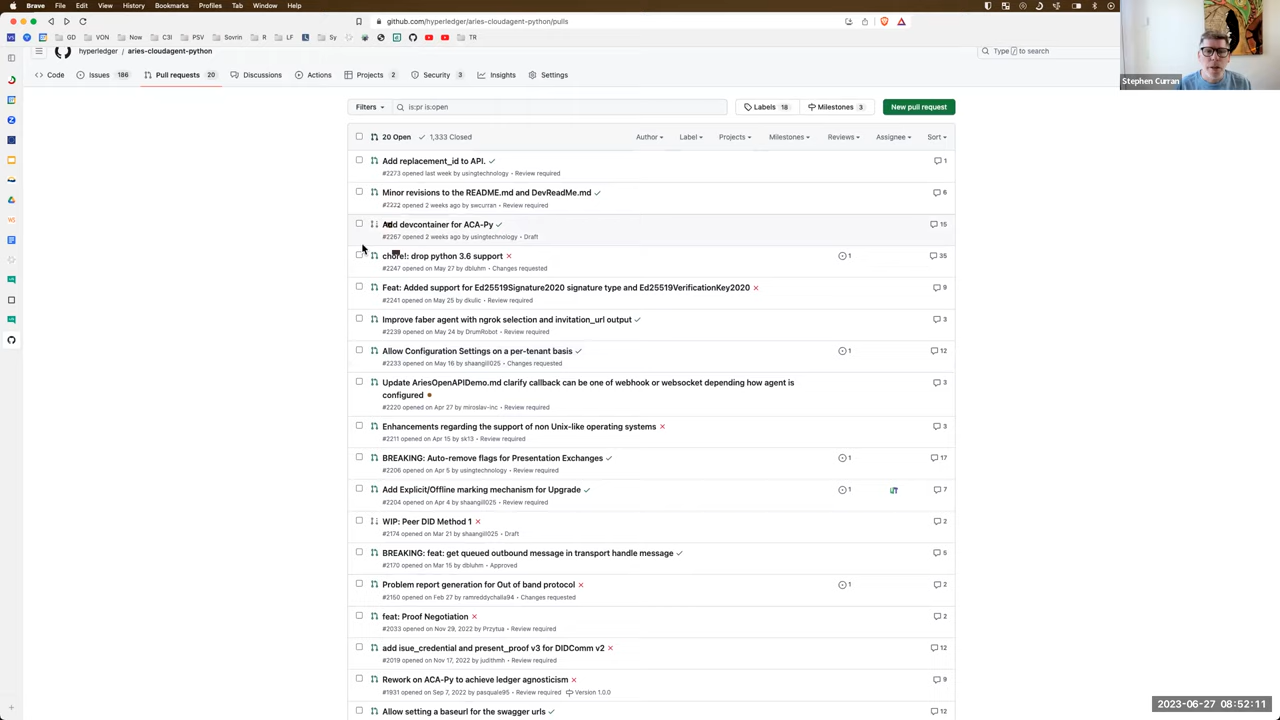 Brave File Edit View History Bookmarks Profiles Tab Window Help
github.com/hyperledger/aries-cloudagent-python/pulls
GD VON Now C3I PSV Sovrin R LF Sy TR
hyperledger / aries-cloudagent-python
Type / to search
Code Issues 186 Pull requests 20 Discussions Actions Projects 2 Security 3 Insights Settings
Stephen Curran
Filters is:pr is:open Labels 18 Milestones 3 New pull request
20 Open 1,333 Closed Author Label Projects Milestones Reviews Assignee Sort
Add replacement_id to API. 1
#2273 opened last week by usingtechnology • Review required
Minor revisions to the README.md and DevReadMe.md 6
opened 2 weeks ago by swcurran • Review required
Add devcontainer for ACA-Py 15
#2267 opened 2 weeks ago by usingtechnology • Draft
chore!: drop python 3.6 support 1 35
#2247 opened on May 27 by dbluhm • Changes requested
Feat: Added support for Ed25519Signature2020 signature type and Ed25519VerificationKey2020 9
#2241 opened on May 25 by dkulic • Review required
Improve faber agent with ngrok selection and invitation_url output 3
#2239 opened on May 24 by DrumRobot • Review required
Allow Configuration Settings on a per-tenant basis 1 12
#2233 opened on May 16 by shaangill025 • Changes requested
Update AriesOpenAPIDemo.md clarify callback can be one of webhook or websocket depending how agent is 3
configured
#2220 opened on Apr 27 by miroslav-inc • Review required
Enhancements regarding the support of non Unix-like operating systems 3
#2211 opened on Apr 15 by sk13 • Review required
BREAKING: Auto-remove flags for Presentation Exchanges 1 17
#2206 opened on Apr 5 by usingtechnology • Review required
Add Explicit/Offline marking mechanism for Upgrade 1 7
#2204 opened on Apr 4 by shaangill025 • Review required
WIP: Peer DID Method 1 2
#2174 opened on Mar 21 by shaangill025 • Draft
BREAKING: feat: get queued outbound message in transport handle message 5
#2170 opened on Mar 15 by dbluhm • Approved
Problem report generation for Out of band protocol 1 2
#2150 opened on Feb 27 by ramreddychalla94 • Changes requested
feat: Proof Negotiation 2
#2033 opened on Nov 29, 2022 by Przytua • Review required
add isue_credential and present_proof v3 for DIDComm v2 12
#2019 opened on Nov 17, 2022 by judithmh • Review required
Rework on ACA-Py to achieve ledger agnosticism 9
#1931 opened on Sep 7, 2022 by pasquale95 • Review required Version 1.0.0
Allow setting a baseurl for the swagger urls 12
2023-06-27 08:52:11